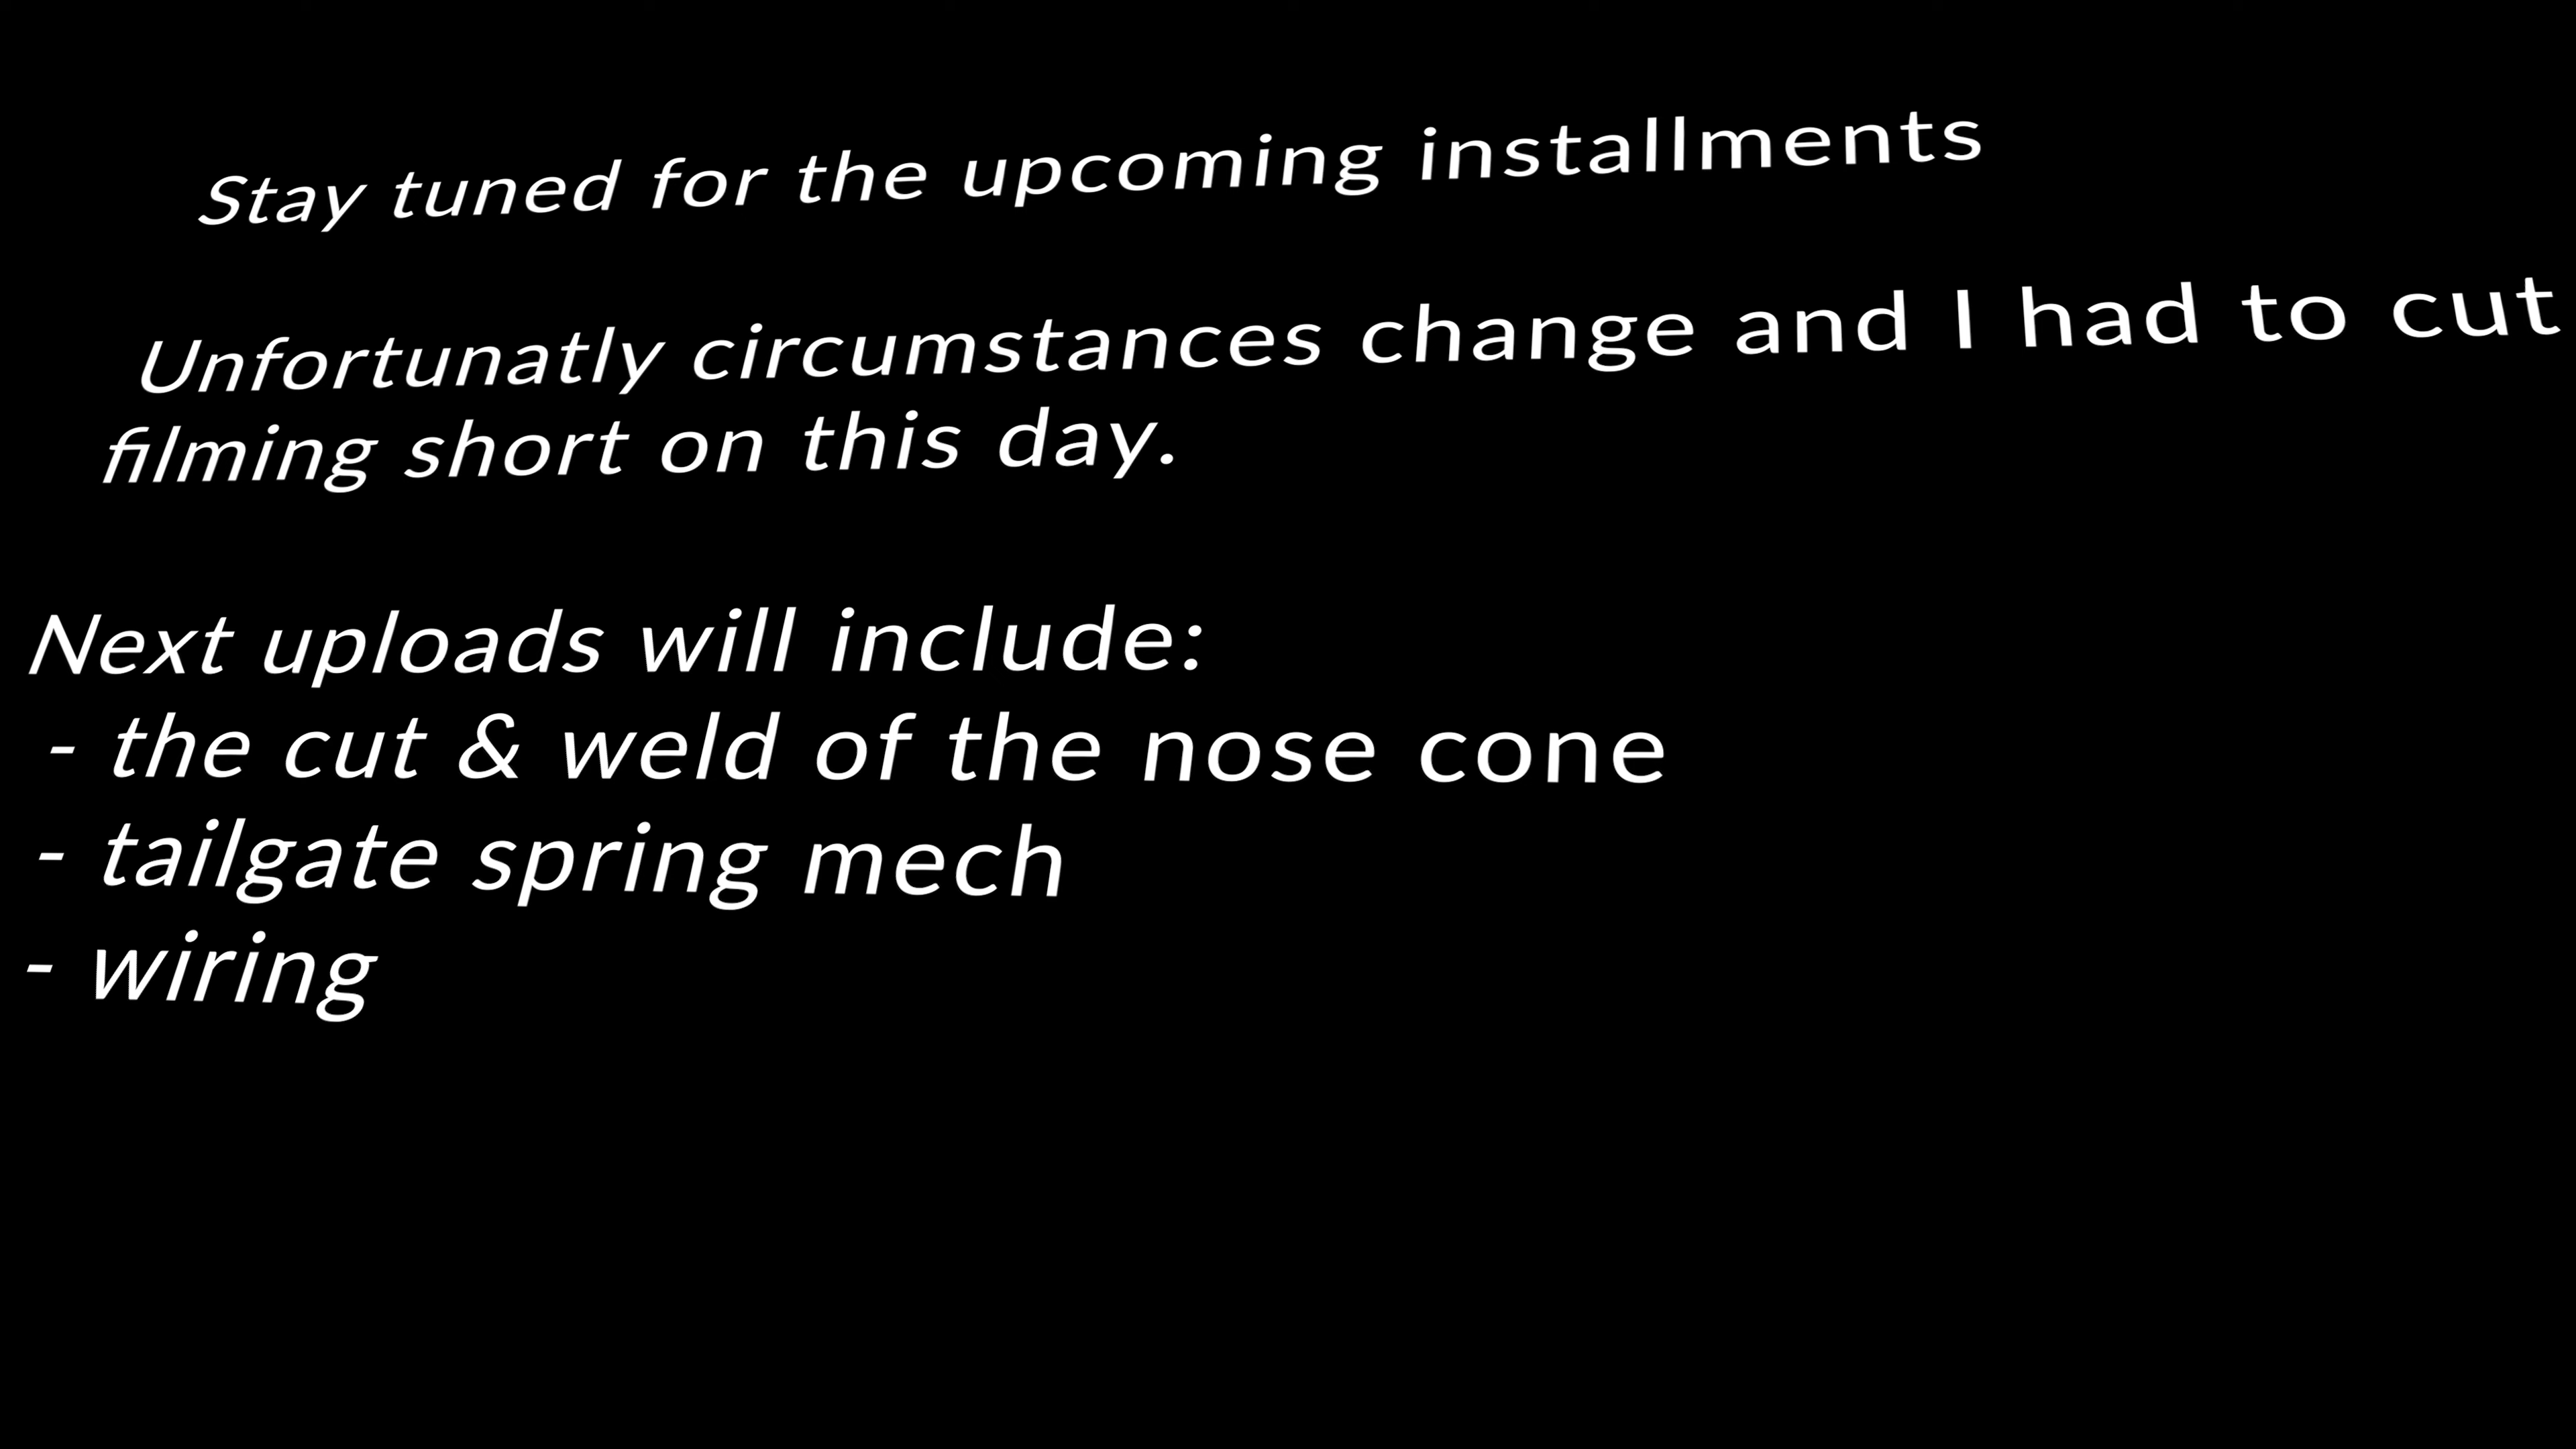 Stay tuned for the upcoming installments
Unfortunatly circumstances change and I had to cut
filming short on this day.
Next uploads will include:
- the cut & weld of the nose cone
- tailgate spring mech
- wiring